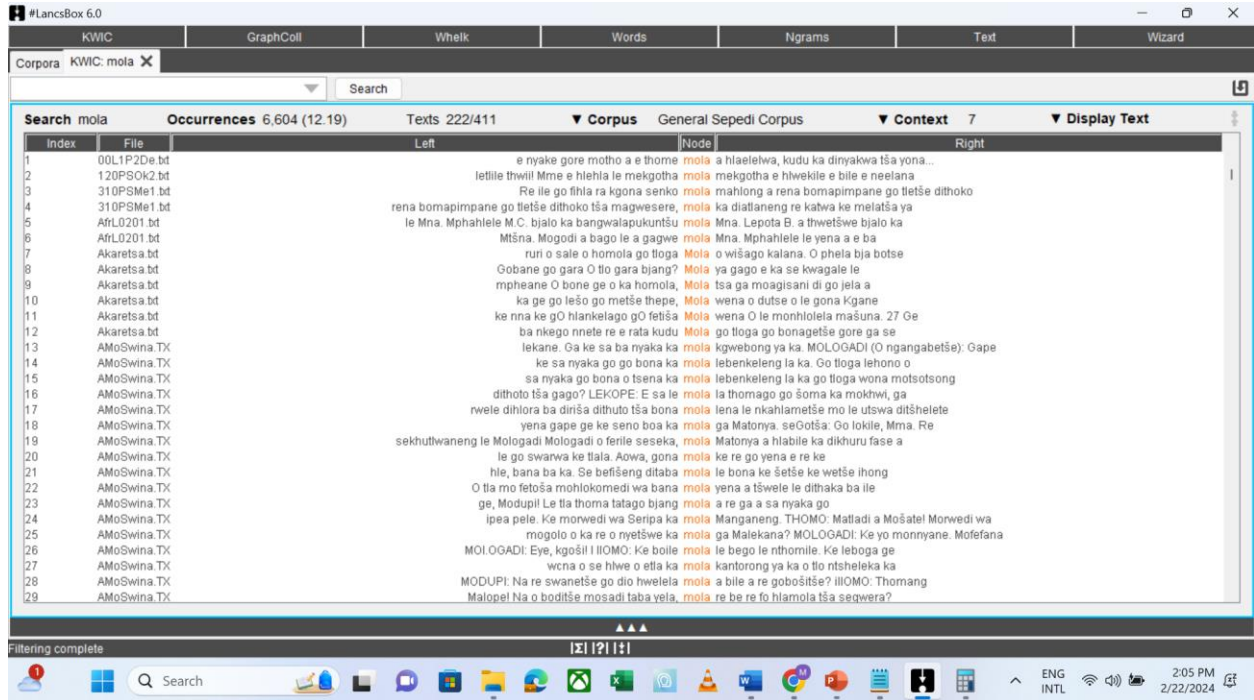 #LancsBox 6.0
KWIC GraphColl Whelk Words Ngrams Text Wizard
Corpora KWIC: mola
Search
Search mola Occurrences 6,604 (12.19) Texts 222/411 ▼ Corpus General Sepedi Corpus ▼ Context 7 ▼ Display Text
Index File Left Node Right
1 00L1P2De.txt e nyake gore motho a e thome mola a hlaelelwa, kudu ka dinyakwa tša yona...
2 120PSOk2.txt letlile thwii! Mme e hlehla le mekgotha mola mekgotha e hlwekile e bile e neelana
3 310PSMe1.txt Re ile go fihla ra kgona senko mola mahlong a rena bomapimpane go tletše dithoko
4 310PSMe1.txt rena bomapimpane go tletše dithoko tša magwesere, mola ka diatlaneng re katwa ke melatša ya
5 AfrL0201.txt le Mna. Mphahlele M.C. bjalo ka bangwalapukuntšu mola Mna. Lepota B. a thwetšwe bjalo ka
6 AfrL0201.txt Mtšna. Mogodi a bago le a gagwe mola Mna. Mphahlele le yena a e ba
7 Akaretsa.txt ruri o sale o homola go tloga Mola o wišago kalana. O phela bja botse
8 Akaretsa.txt Gobane go gara O tlo gara bjang? Mola ya gago e ka se kwagale le
9 Akaretsa.txt mpheane O bone ge o ka homola, Mola tsa ga moagisani di go jela a
10 Akaretsa.txt ka ge go lešo go metše thepe, Mola wena o dutse o le gona Kgane
11 Akaretsa.txt ke nna ke gO hlankelago gO fetiša Mola wena O le monhlolela mašuna. 27 Ge
12 Akaretsa.txt ba nkego nnete re e rata kudu Mola go tloga go bonagetše gore ga se
13 AMoSwina.TX lekane. Ga ke sa ba nyaka ka mola kgwebong ya ka. MOLOGADI (O ngangabetše): Gape
14 AMoSwina.TX ke sa nyaka go go bona ka mola lebenkeleng la ka. Go tloga lehono o
15 AMoSwina.TX sa nyaka go bona o tsena ka mola lebenkeleng la ka go tloga wona motsotsong
16 AMoSwina.TX dithoto tša gago? LEKOPE: E sa le mola la thomago go šoma ka mokhwi, ga
17 AMoSwina.TX rwele dihlora ba diriša dithuto tša bona mola lena le nkahlametše mo le utswa ditšhelete
18 AMoSwina.TX yena gape ge ke seno boa ka mola ga Matonya. seGotša: Go lokile, Mma. Re
19 AMoSwina.TX sekhutlwaneng le Mologadi Mologadi o ferile seseka, mola Matonya a hlabile ka dikhuru fase a
20 AMoSwina.TX le go swarwa ke tlala. Aowa, gona mola ke re go yena e re ke
21 AMoSwina.TX hle, bana ba ka. Se befišeng ditaba mola le bona ke šetše ke wetše ihong
22 AMoSwina.TX O tla mo fetoša mohlokomedi wa bana mola yena a tšwele le dithaka ba ile
23 AMoSwina.TX ge, Modupi! Le tla thoma tatago bjang mola a re ga a sa nyaka go
24 AMoSwina.TX ipea pele. Ke morwedi wa Seripa ka mola Manganeng. THOMO: Matladi a Mošate! Morwedi wa
25 AMoSwina.TX mogolo o ka re o nyetšwe ka mola ga Malekana? MOLOGADI: Ke yo monnyane. Mofefana
26 AMoSwina.TX MOI.OGADI: Eye, kgoši! I IIOMO: Ke boile mola le bego le nthomile. Ke leboga ge
27 AMoSwina.TX wcna o se hlwe o etla ka mola kantorong ya ka o tlo ntsheleka ka
28 AMoSwina.TX MODUPI: Na re swanetše go dio hwelela mola a bile a re gobošitše? iIIOMO: Thomang
29 AMoSwina.TX Malope! Na o boditše mosadi taba yela, mola re be re fo hlamola tša segwera?
▲▲▲
Filtering complete |Σ| |?| |‡|
1 Search ENG INTL 2:05 PM 2/22/2024